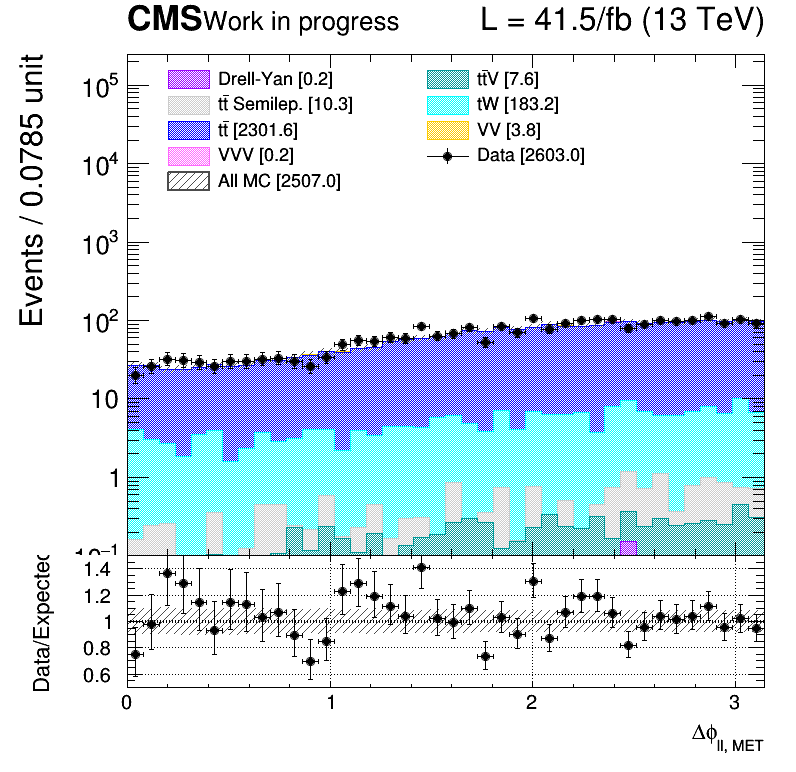 CMS Work in progress L = 41.5/fb (13 TeV)
Events / 0.0785 unit
10⁵
10⁴
10³
10²
10
1
10⁻¹
Drell-Yan [0.2]
tt̄ Semilep. [10.3]
tt̄ [2301.6]
VVV [0.2]
All MC [2507.0]
tt̄V [7.6]
tW [183.2]
VV [3.8]
Data [2603.0]
Data/Expected
1.4
1.2
1
0.8
0.6
0 1 2 3
Δϕ_ll, MET